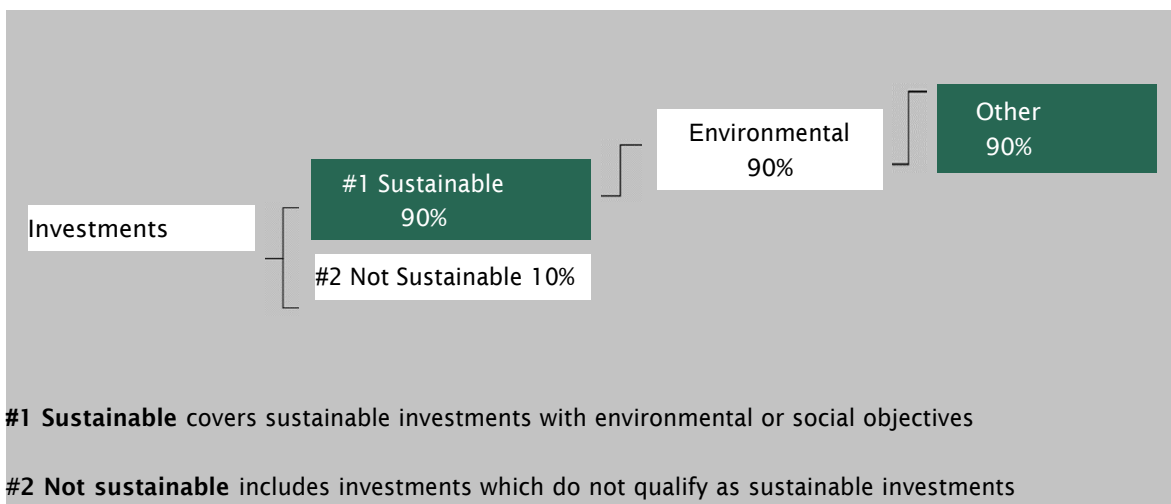 Investments
#1 Sustainable
90%
#2 Not Sustainable 10%
Environmental
90%
Other
90%
#1 Sustainable covers sustainable investments with environmental or social objectives
#2 Not sustainable includes investments which do not qualify as sustainable investments